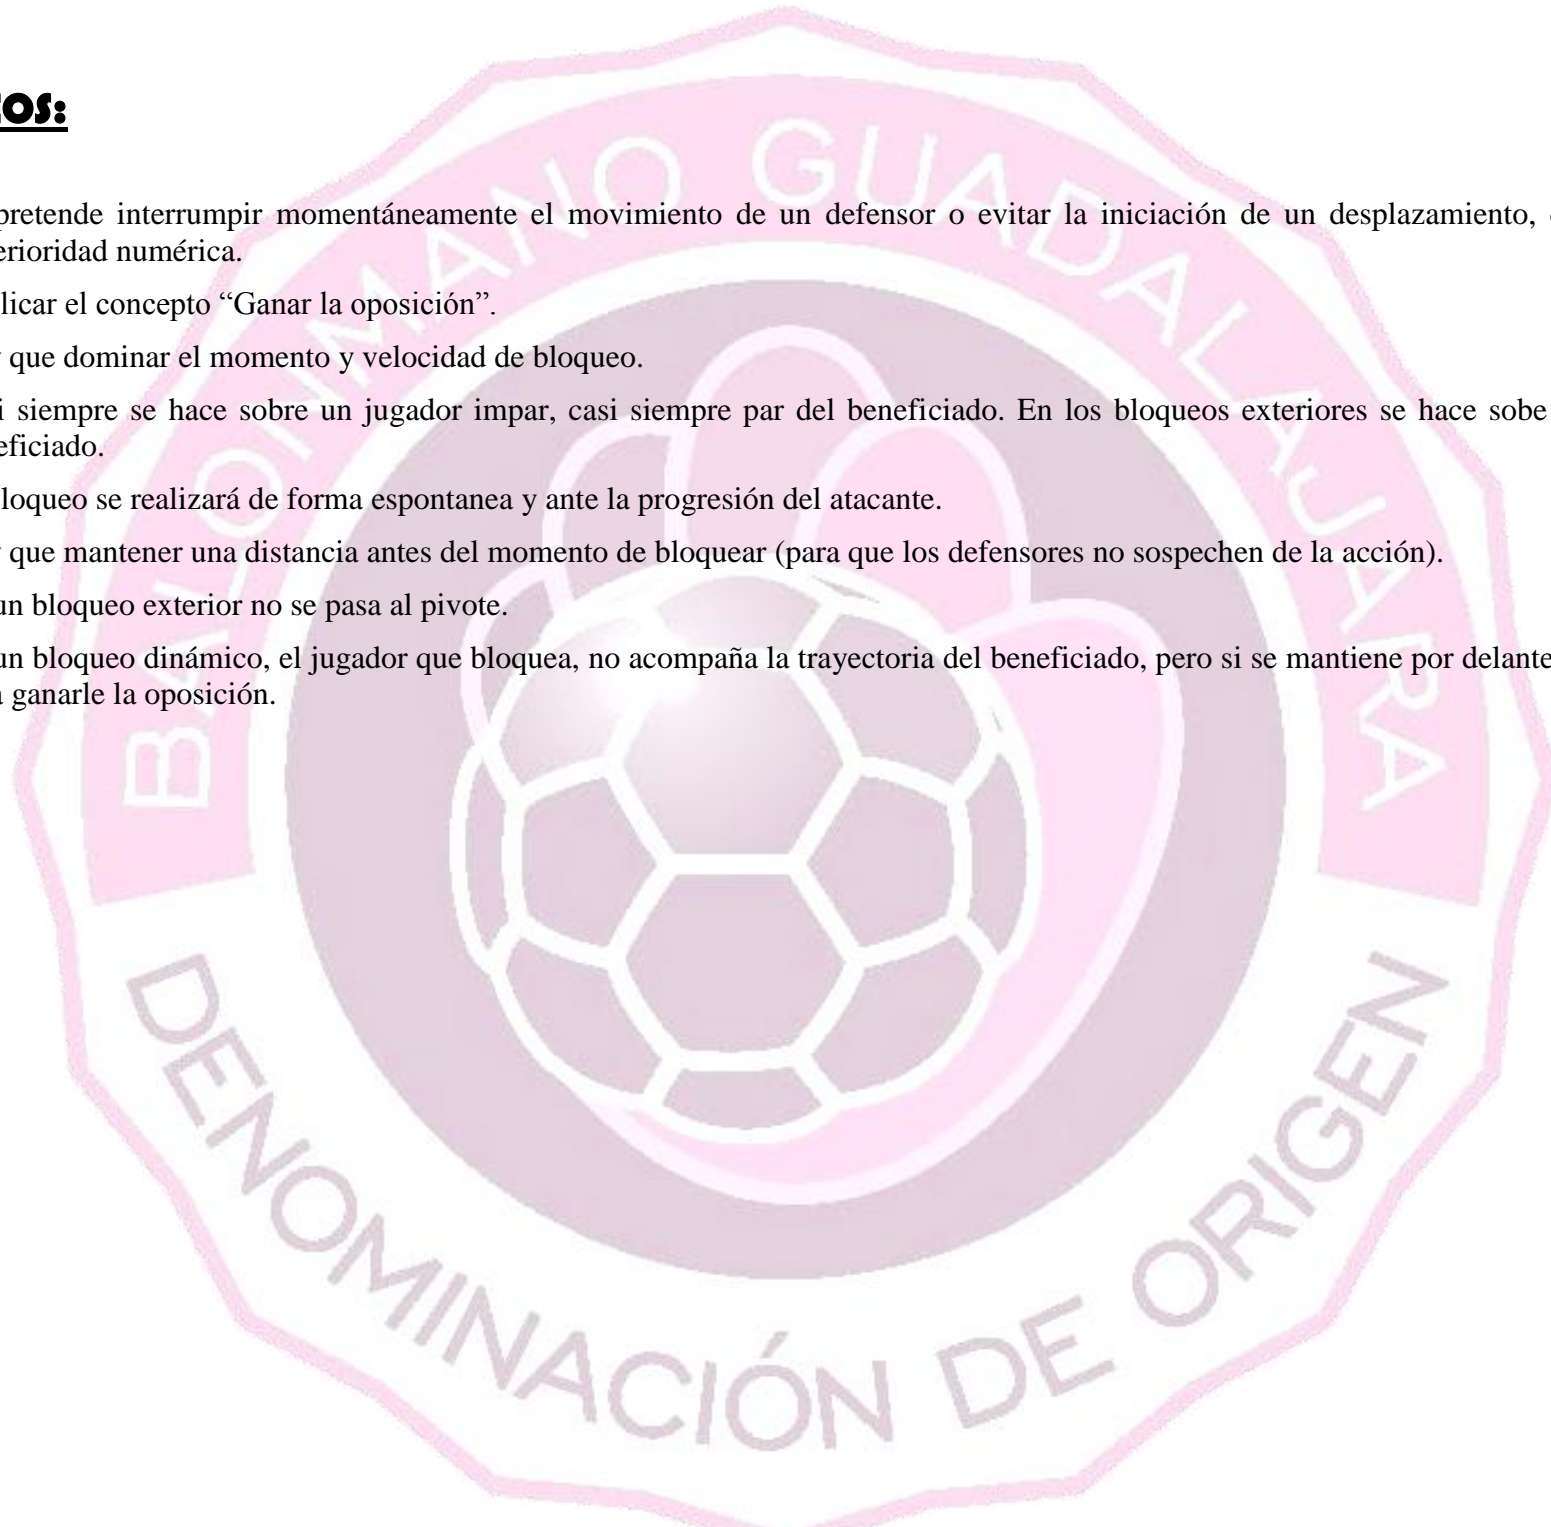 OS:
pretende interrumpir momentáneamente el movimiento de un defensor o evitar la iniciación de un desplazamiento,
erioridad numérica.
licar el concepto “Ganar la oposición”.
que dominar el momento y velocidad de bloqueo.
i siempre se hace sobre un jugador impar, casi siempre par del beneficiado. En los bloqueos exteriores se hace sobe
eficiado.
loqueo se realizará de forma espontanea y ante la progresión del atacante.
que mantener una distancia antes del momento de bloquear (para que los defensores no sospechen de la acción).
un bloqueo exterior no se pasa al pivote.
un bloqueo dinámico, el jugador que bloquea, no acompaña la trayectoria del beneficiado, pero si se mantiene por delante
ganarle la oposición.
BALONMANO GUADALAJARA
DENOMINACIÓN DE ORIGEN